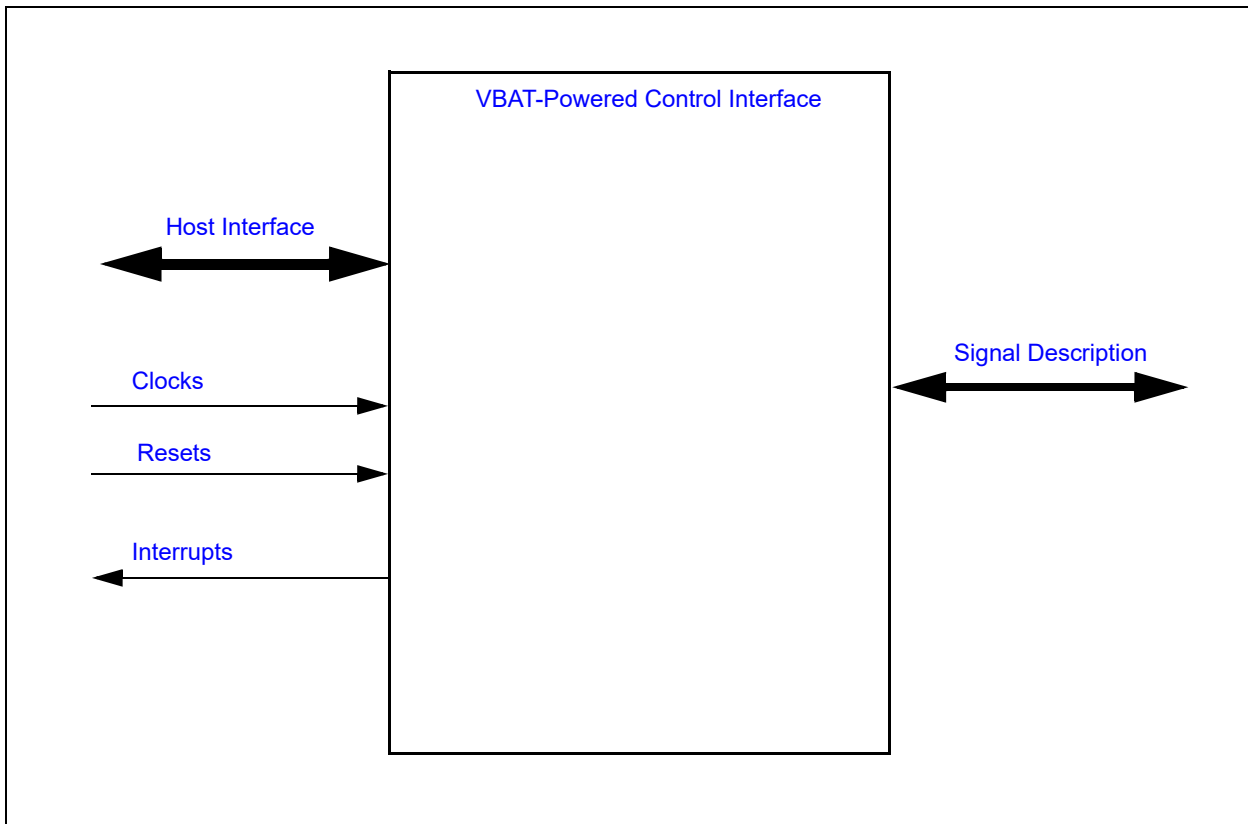 VBAT-Powered Control Interface
Host Interface
Signal Description
Clocks
Resets
Interrupts